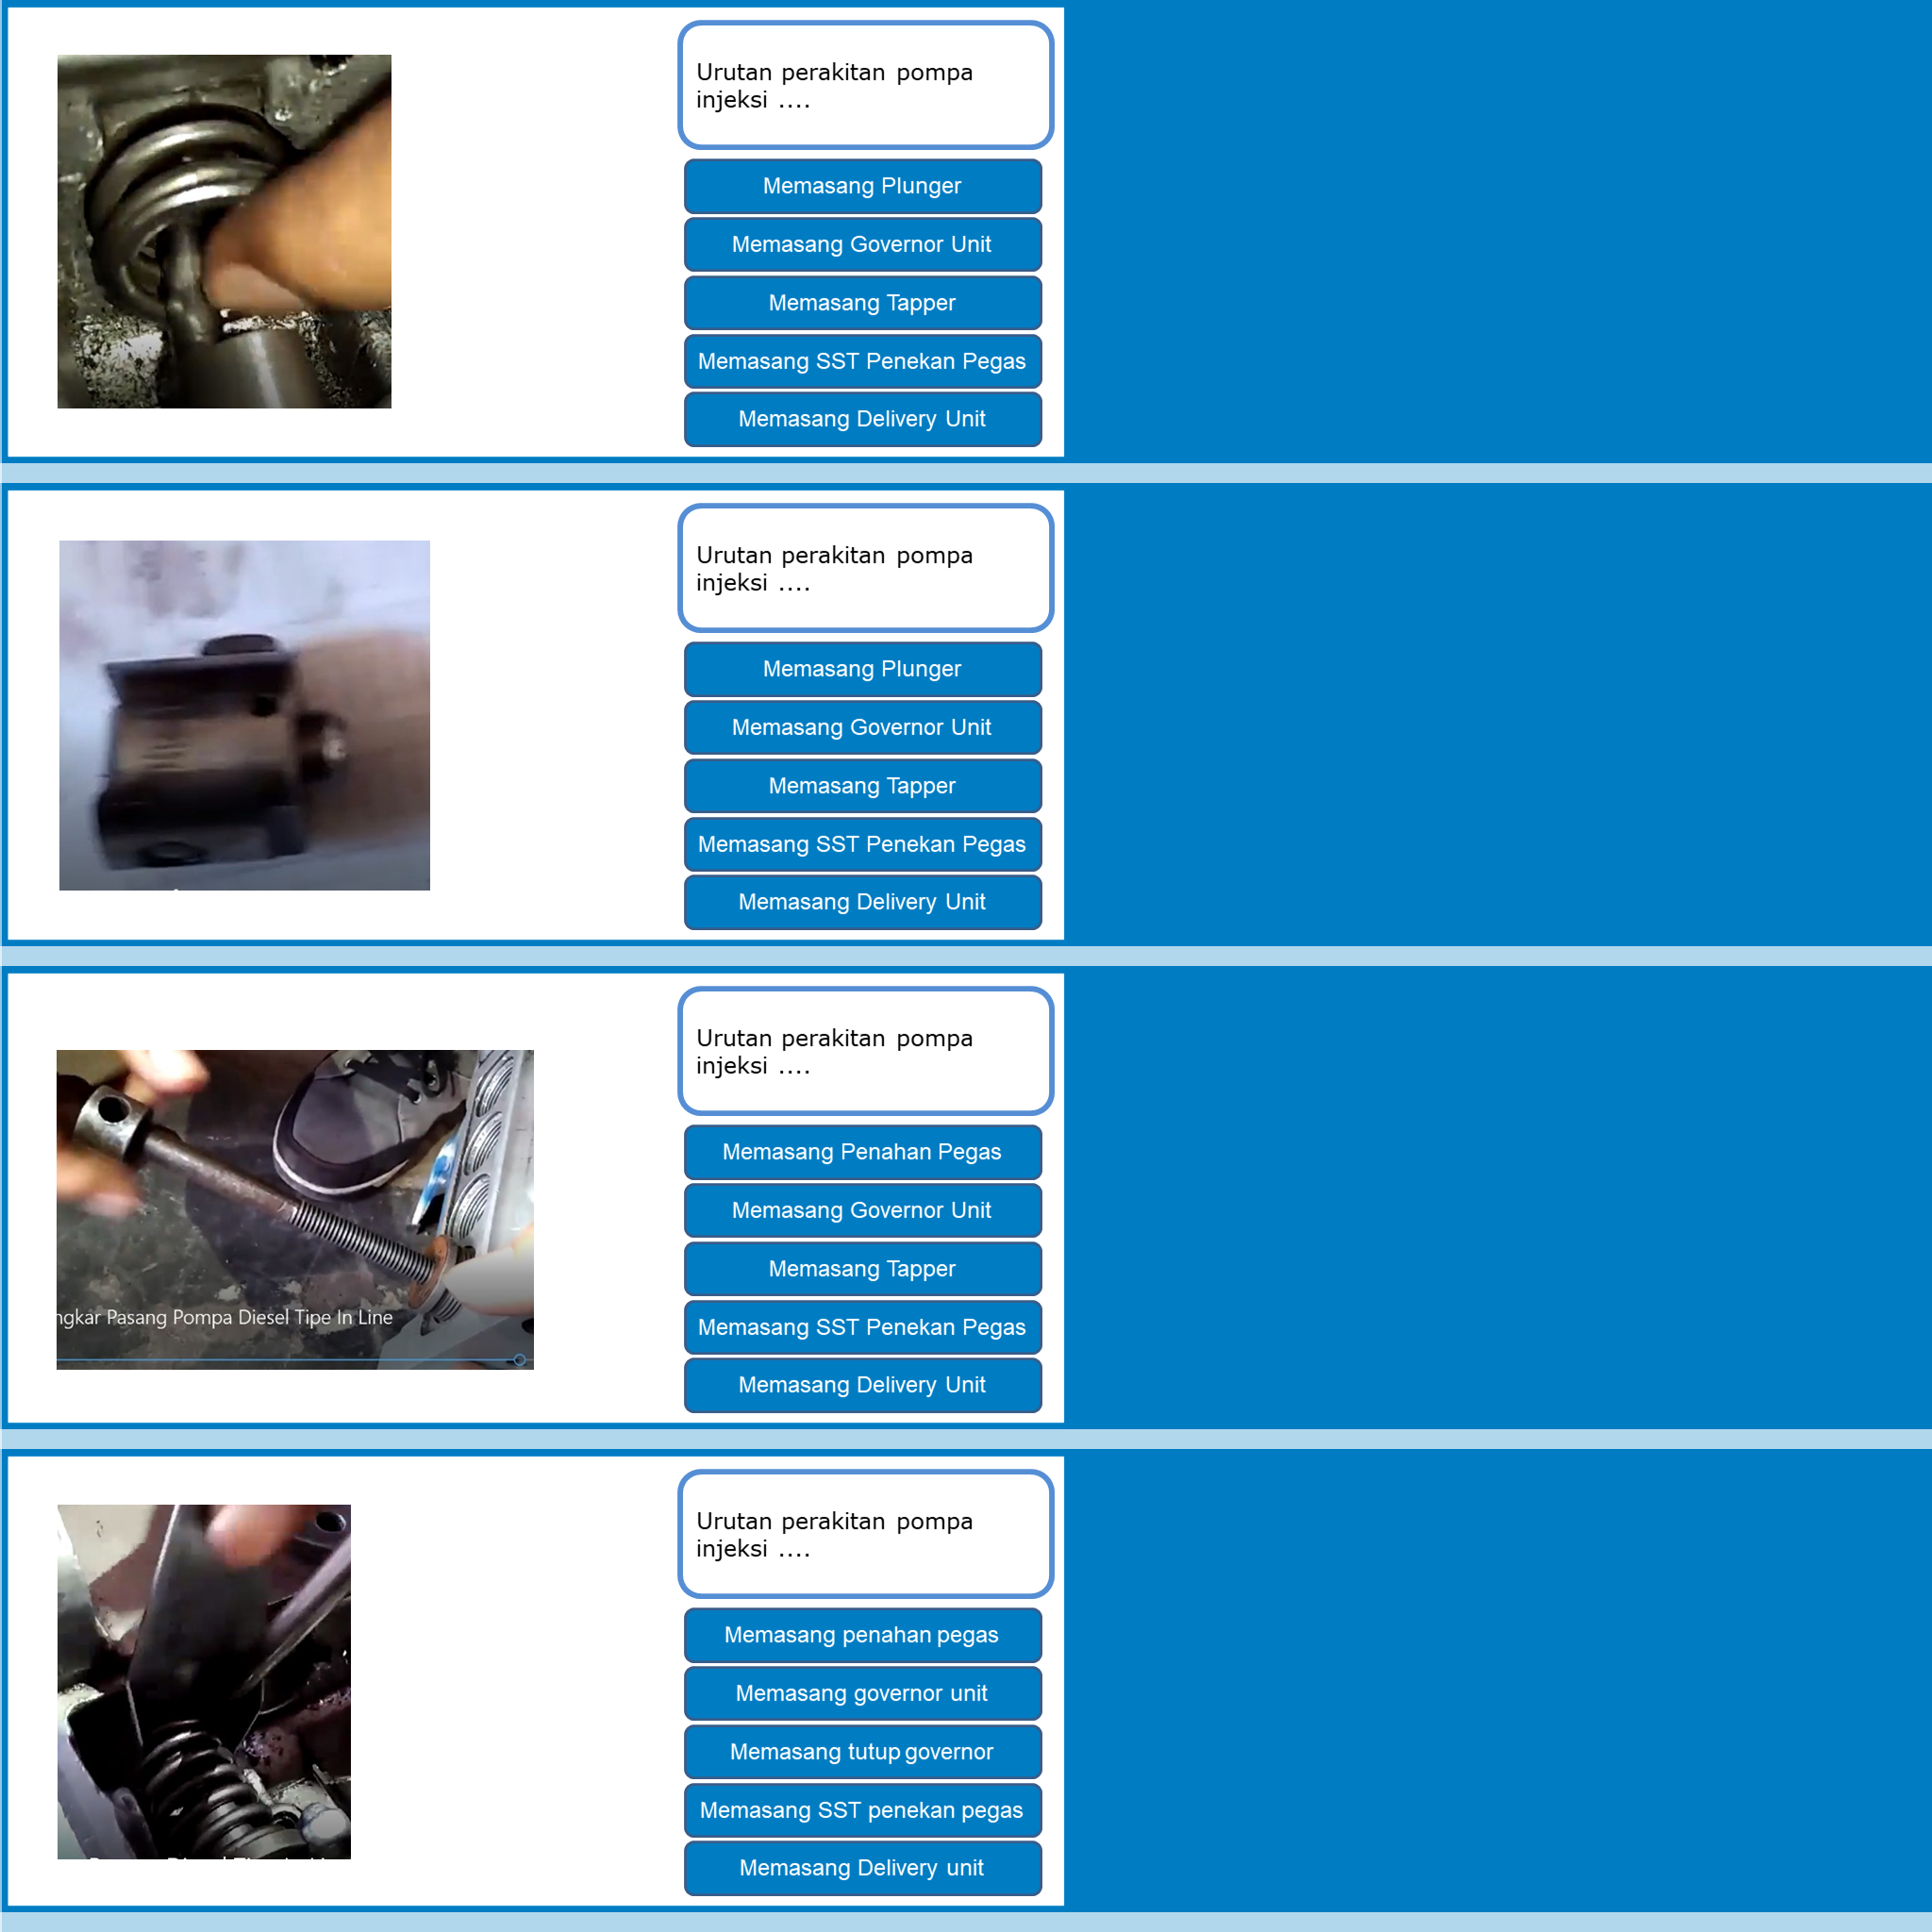 Urutan perakitan pompa
injeksi ....
Memasang Plunger
Memasang Governor Unit
Memasang Tapper
Memasang SST Penekan Pegas
Memasang Delivery Unit
Urutan perakitan pompa
injeksi ....
Memasang Plunger
Memasang Governor Unit
Memasang Tapper
Memasang SST Penekan Pegas
Memasang Delivery Unit
Urutan perakitan pompa
injeksi ....
Memasang Penahan Pegas
Memasang Governor Unit
Memasang Tapper
Memasang SST Penekan Pegas
Memasang Delivery Unit
ngkar Pasang Pompa Diesel Tipe In Line
Urutan perakitan pompa
injeksi ....
Memasang penahan pegas
Memasang governor unit
Memasang tutup governor
Memasang SST penekan pegas
Memasang Delivery unit